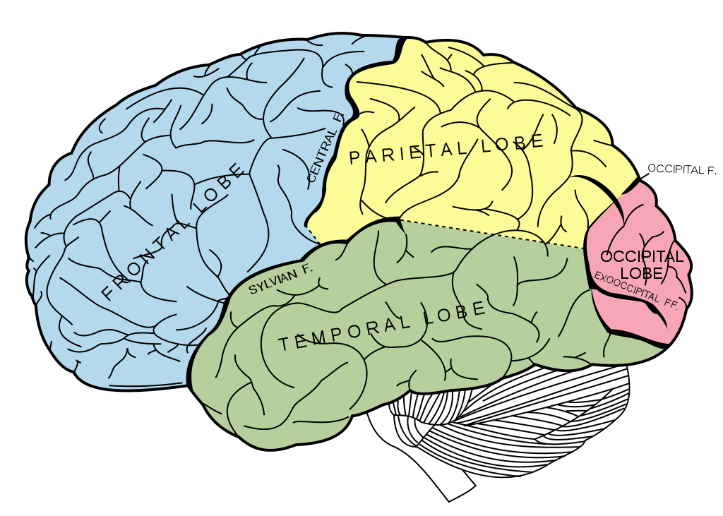 CENTRAL F.
PARIETAL LOBE
OCCIPITAL F.
FRONTAL LOBE
OCCIPITAL
LOBE
SYLVIAN F.
EXOOCCIPITAL FF.
TEMPORAL LOBE